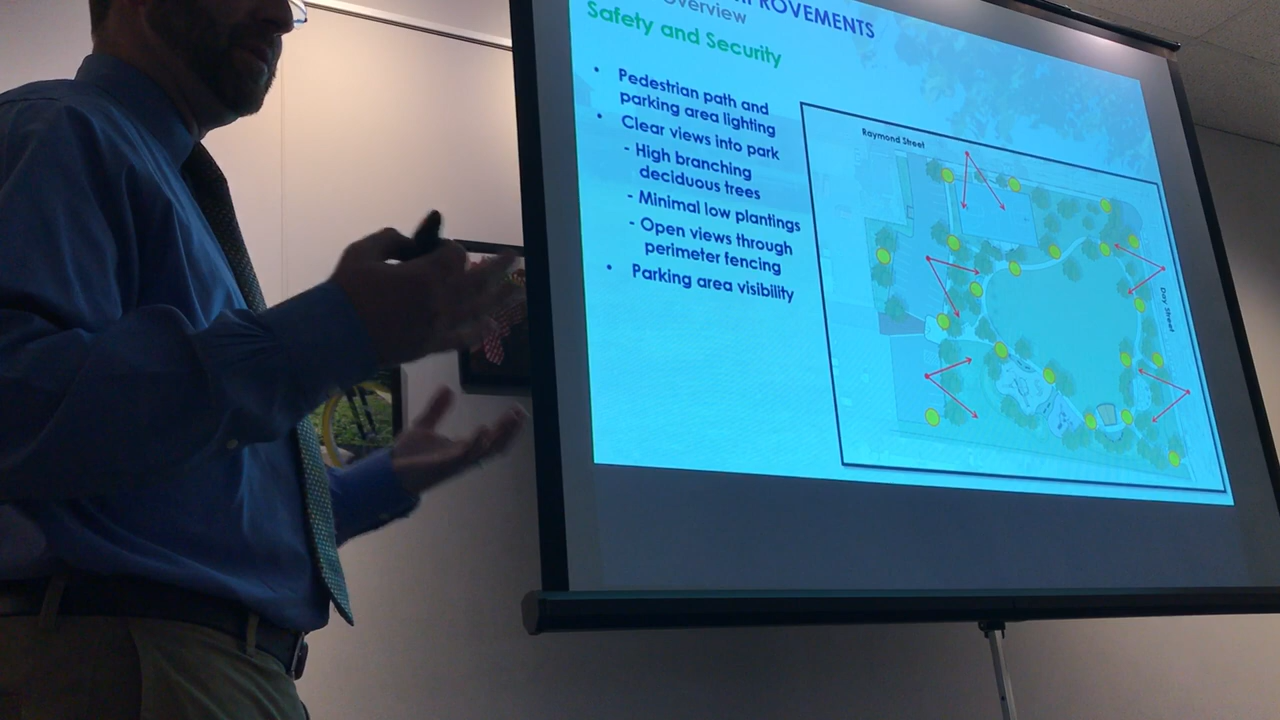 OVEMENTS
Overview
Safety and Security
• Pedestrian path and
parking area lighting
• Clear views into park
- High branching
deciduous trees
- Minimal low plantings
- Open views through
perimeter fencing
• Parking area visibility
Raymond Street
Day Street